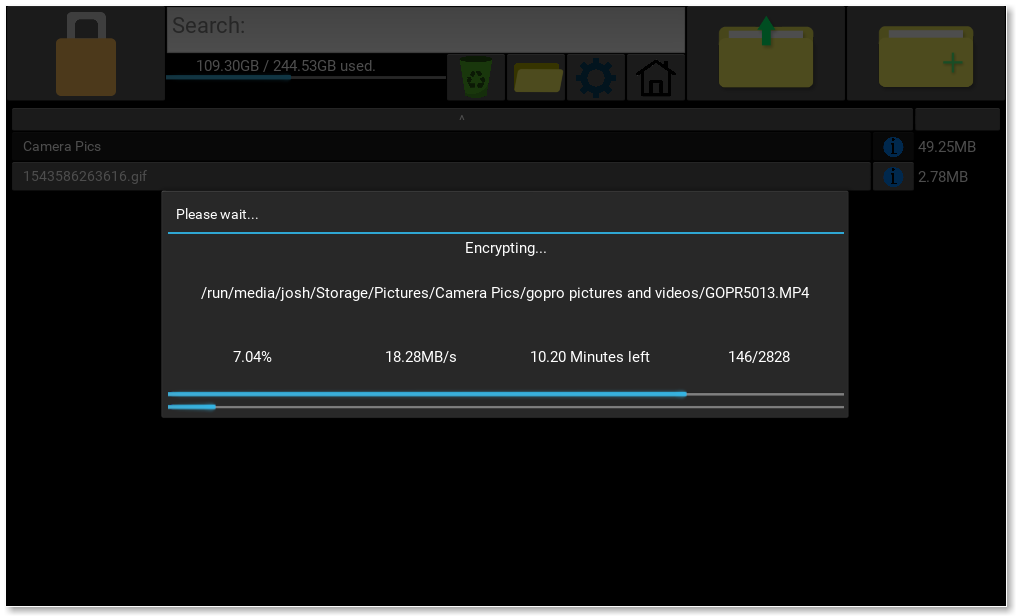 Search:
109.30GB / 244.53GB used.
^
Camera Pics 49.25MB
1543586263616.gif 2.78MB
Please wait...
Encrypting...
/run/media/josh/Storage/Pictures/Camera Pics/gopro pictures and videos/GOPR5013.MP4
7.04% 18.28MB/s 10.20 Minutes left 146/2828